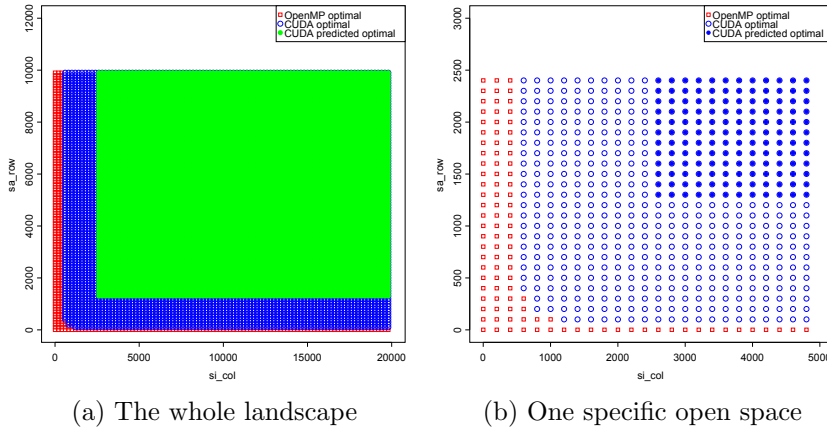 OpenMP optimal
CUDA optimal
CUDA predicted optimal
12000
10000
8000
6000
4000
2000
0
sa_row
0 5000 10000 15000 20000
si_col
(a) The whole landscape
OpenMP optimal
CUDA optimal
CUDA predicted optimal
3000
2500
2000
1500
1000
500
0
sa_row
0 1000 2000 3000 4000 5000
si_col
(b) One specific open space